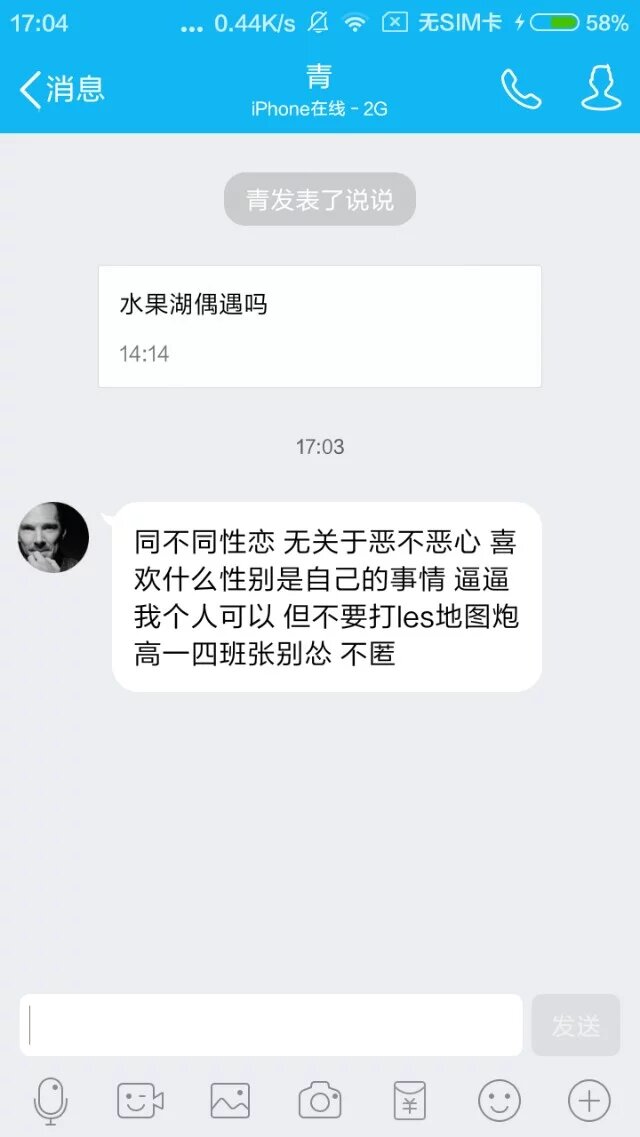 17:04 ... 0.44K/s 无SIM卡 58%
消息
青
iPhone在线 - 2G
青发表了说说
水果湖偶遇吗
14:14
17:03
同不同性恋 无关于恶不恶心 喜
欢什么性别是自己的事情 逼逼
我个人可以 但不要打les地图炮
高一四班张别怂 不匿
发送